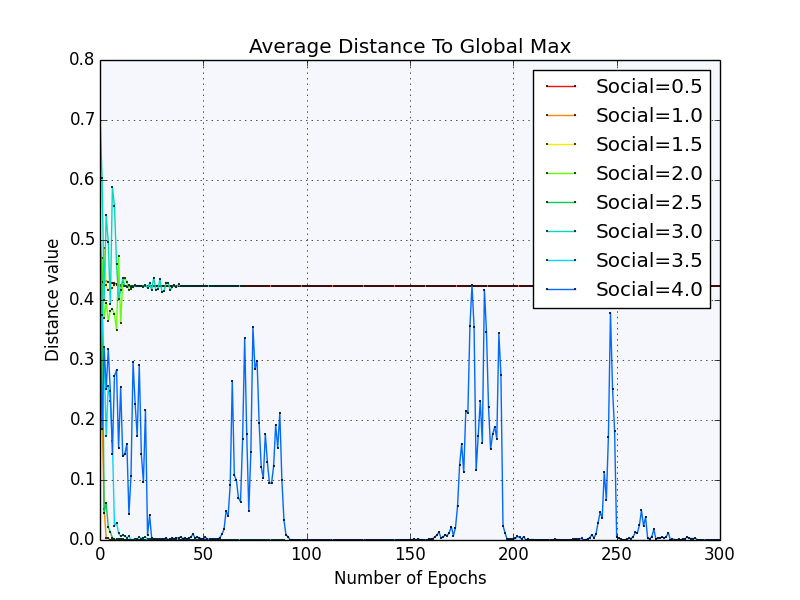 Average Distance To Global Max
0.8
0.7
0.6
0.5
0.4
0.3
0.2
0.1
0.0
Distance value
0 50 100 150 200 250 300
Number of Epochs
Social=0.5
Social=1.0
Social=1.5
Social=2.0
Social=2.5
Social=3.0
Social=3.5
Social=4.0